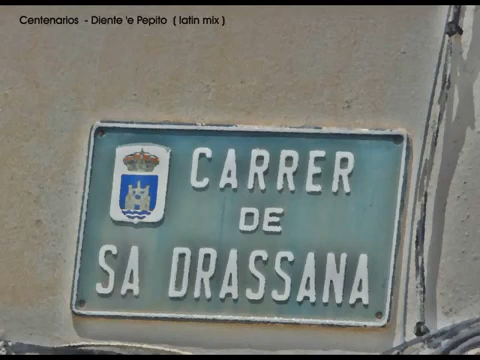 Centenarios - Diente 'e Pepito ( latin mix )
CARRER
DE
SA DRASSANA